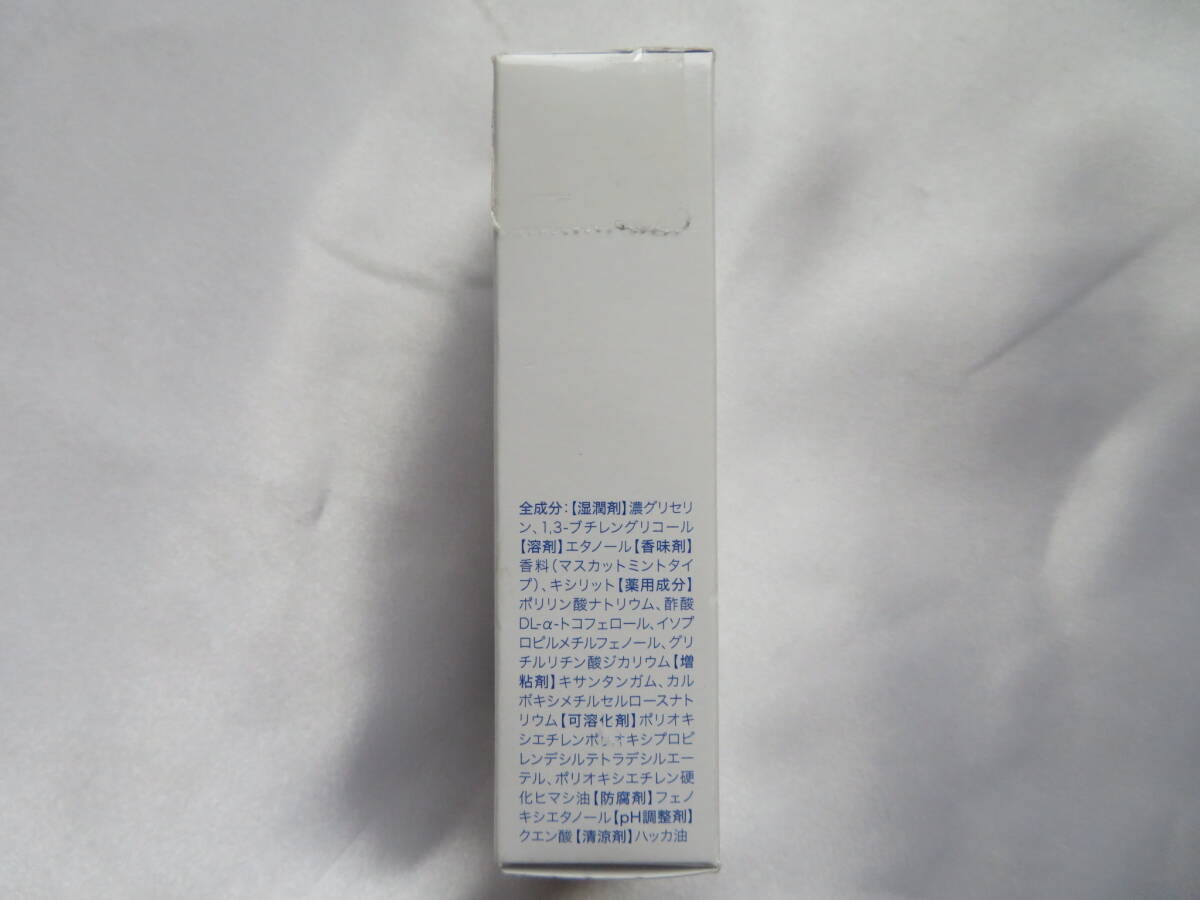 全成分:【湿潤剤】濃グリセリ
ン、1,3-ブチレングリコール
【溶剤】エタノール【香味剤】
香料(マスカットミントタイ
プ)、キシリット【薬用成分】
ポリリン酸ナトリウム、酢酸
DL-α-トコフェロール、イソプ
ロピルメチルフェノール、グリ
チルリチン酸ジカリウム【増
粘剤】キサンタンガム、カル
ボキシメチルセルロースナト
リウム【可溶化剤】ポリオキ
シエチレンポリオキシプロピ
レンデシルテトラデシルエー
テル、ポリオキシエチレン硬
化ヒマシ油【防腐剤】フェノ
キシエタノール【pH調整剤】
クエン酸【清涼剤】ハッカ油